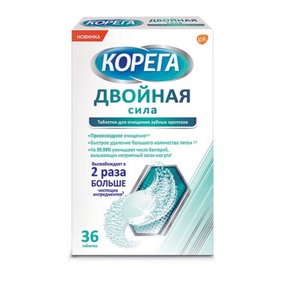 НОВИНКА
gsk
КОРЕГА
ДВОЙНАЯ
сила
Таблетки для очищения зубных протезов
•Превосходное очищение
•Быстрое удаление большего количества пятен
•На 99.99% уменьшают число бактерий,
вызывающих неприятный запах изо рта
Высвобождает в
2 раза
БОЛЬШЕ
чистящих
ингредиентов
36
таблеток